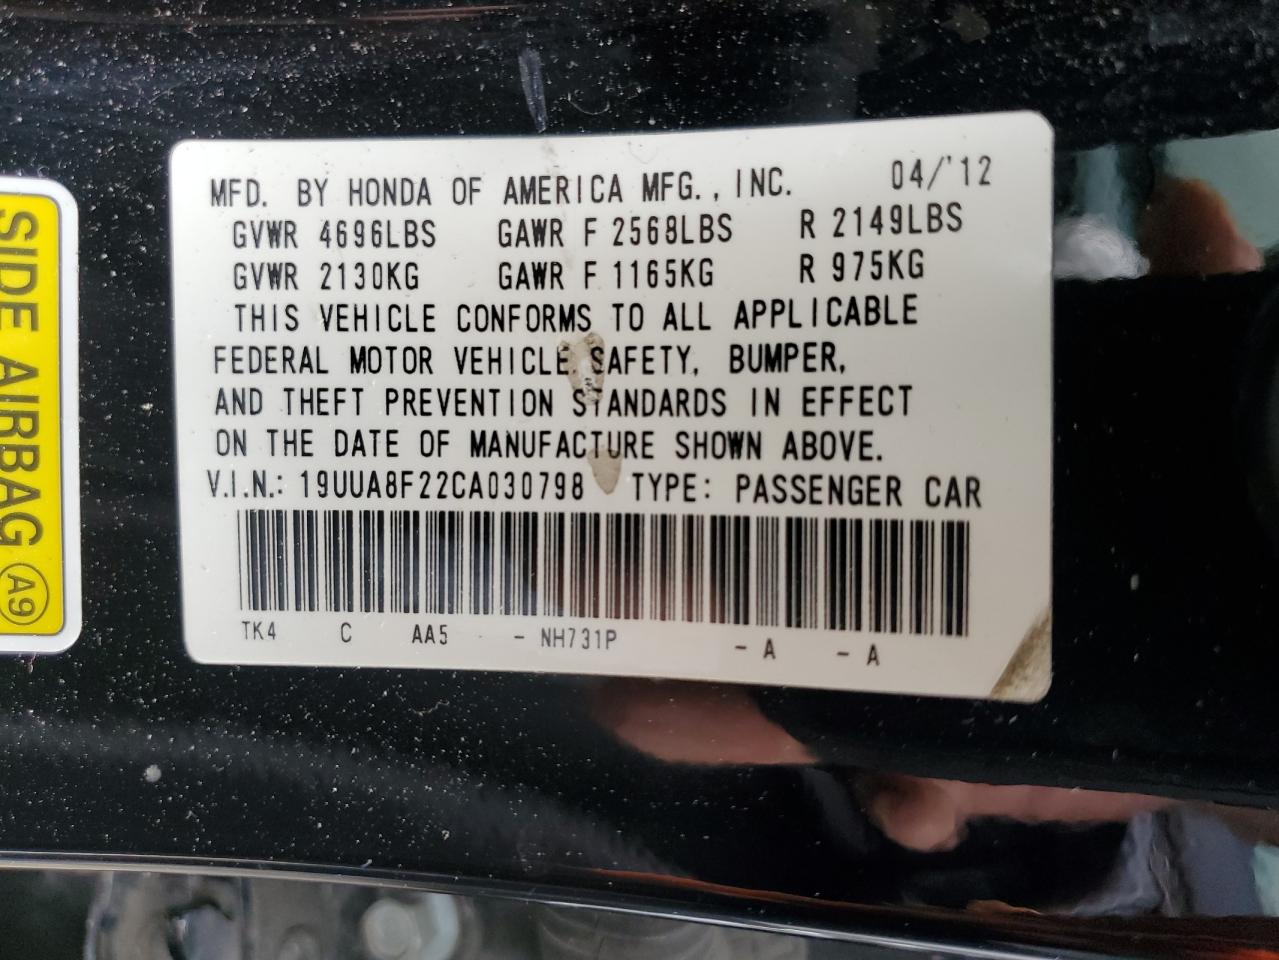 MFD. BY HONDA OF AMERICA MFG., INC. 04/'12
GVWR 4696LBS GAWR F 2568LBS R 2149LBS
GVWR 2130KG GAWR F 1165KG R 975KG
THIS VEHICLE CONFORMS TO ALL APPLICABLE
FEDERAL MOTOR VEHICLE SAFETY, BUMPER,
AND THEFT PREVENTION STANDARDS IN EFFECT
ON THE DATE OF MANUFACTURE SHOWN ABOVE.
V.I.N.: 19UUA8F22CA030798 TYPE: PASSENGER CAR
TK4 C AA5 - NH731P - A - A
SIDE AIRBAG A9